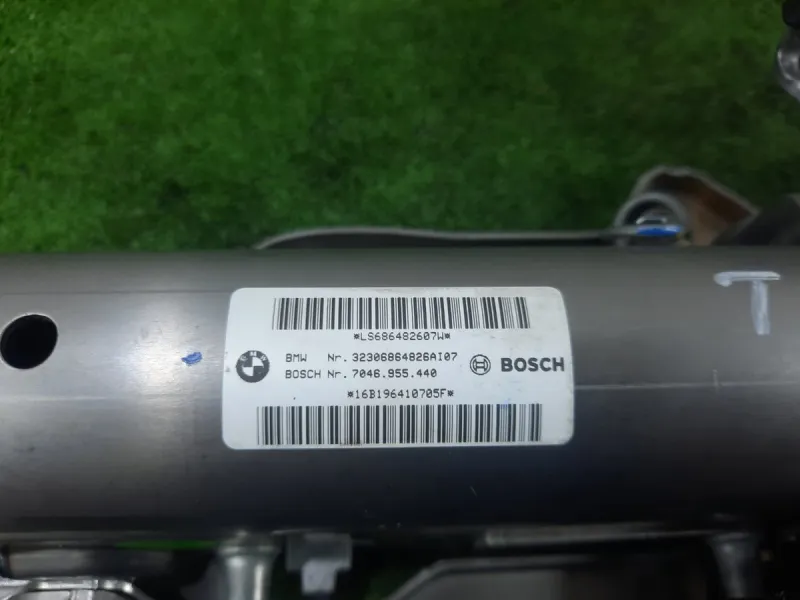 *LS686482607W*
BMW Nr. 32306864826AI07
BOSCH Nr. 7046.955.440
BOSCH
*16B196410705F*
T